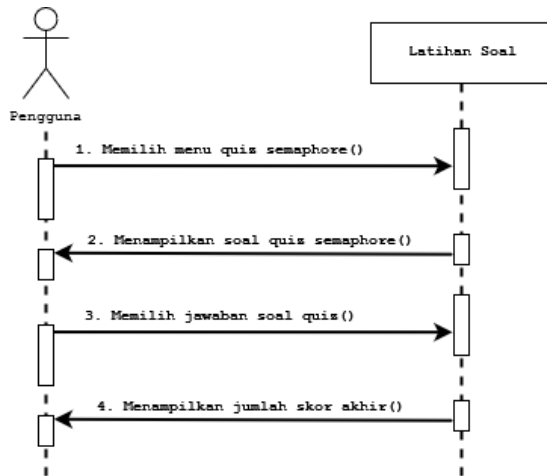 Latihan Soal
Pengguna
1. Memilih menu quiz semaphore()
2. Menampilkan soal quiz semaphore()
3. Memilih jawaban soal quiz()
4. Menampilkan jumlah skor akhir()